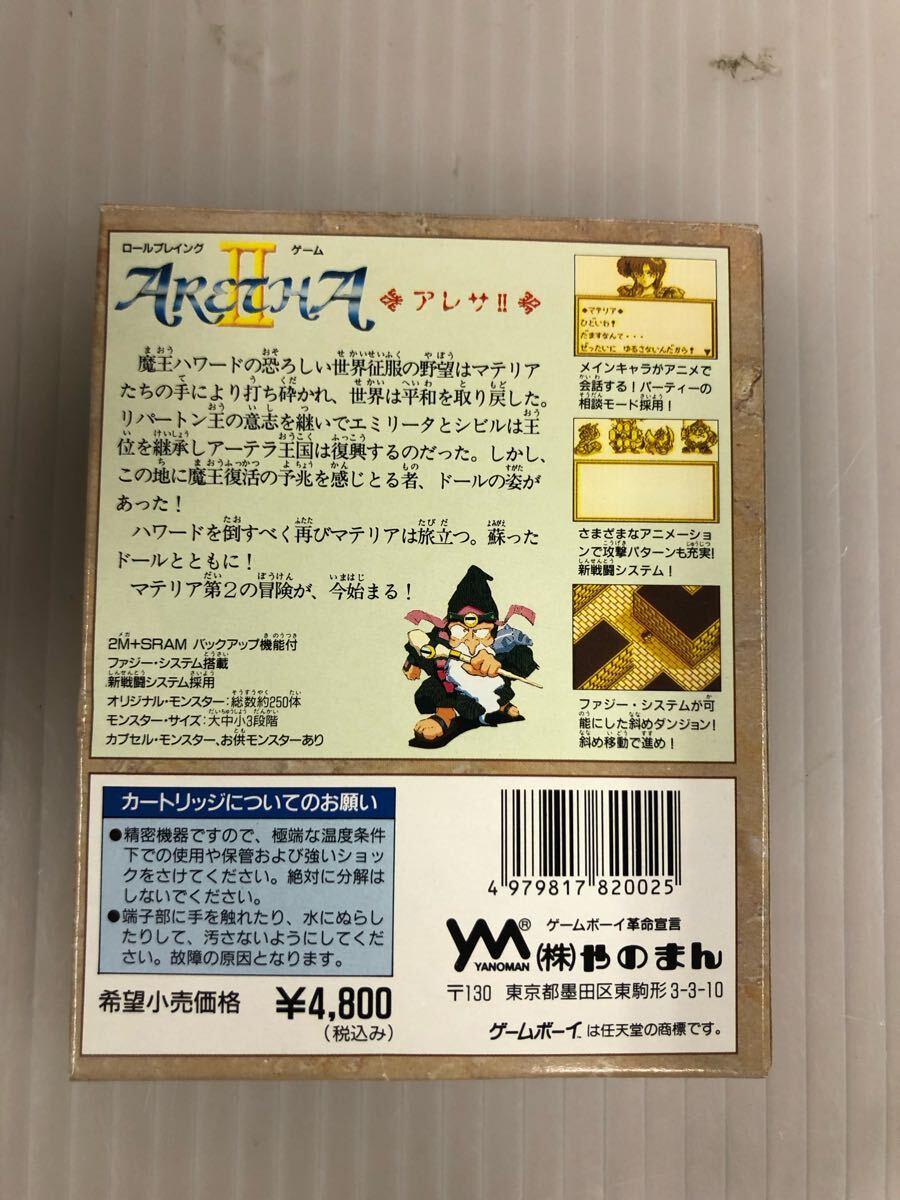 ロールプレイング ゲーム
ARETHA II アレサII
魔王ハワードの恐ろしい世界征服の野望はマテリア
たちの手により打ち砕かれ、世界は平和を取り戻した。
リパートン王の意志を継いでエミリータとシビルは王
位を継承しアーテラ王国は復興するのだった。しかし、
この地に魔王復活の予兆を感じとる者、ドールの姿が
あった！
ハワードを倒すべく再びマテリアは旅立つ。蘇った
ドールとともに！
マテリア第2の冒険が、今始まる！
2M+SRAM バックアップ機能付
ファジー・システム搭載
新戦闘システム採用
オリジナル・モンスター：総数約250体
モンスター・サイズ：大中小3段階
カプセル・モンスター、お供モンスターあり
◆マテリア◆
ひどいわ！
だますなんて・・・
ぜったいに ゆるさないんだから！
メインキャラがアニメで
会話する！パーティーの
相談モード採用！
さまざまなアニメーショ
ンで攻撃パターンも充実！
新戦闘システム！
ファジー・システムが可
能にした斜めダンジョン！
斜め移動で進め！
カートリッジについてのお願い
●精密機器ですので、極端な温度条件
下での使用や保管および強いショッ
クをさけてください。絶対に分解は
しないでください。
●端子部に手を触れたり、水にぬらし
たりして、汚さないようにしてくだ
さい。故障の原因となります。
希望小売価格 ¥4,800
(税込み)
4 979817 820025
YM® YANOMAN
ゲームボーイ革命宣言
(株)やのまん
〒130 東京都墨田区東駒形3-3-10
ゲームボーイ™は任天堂の商標です。